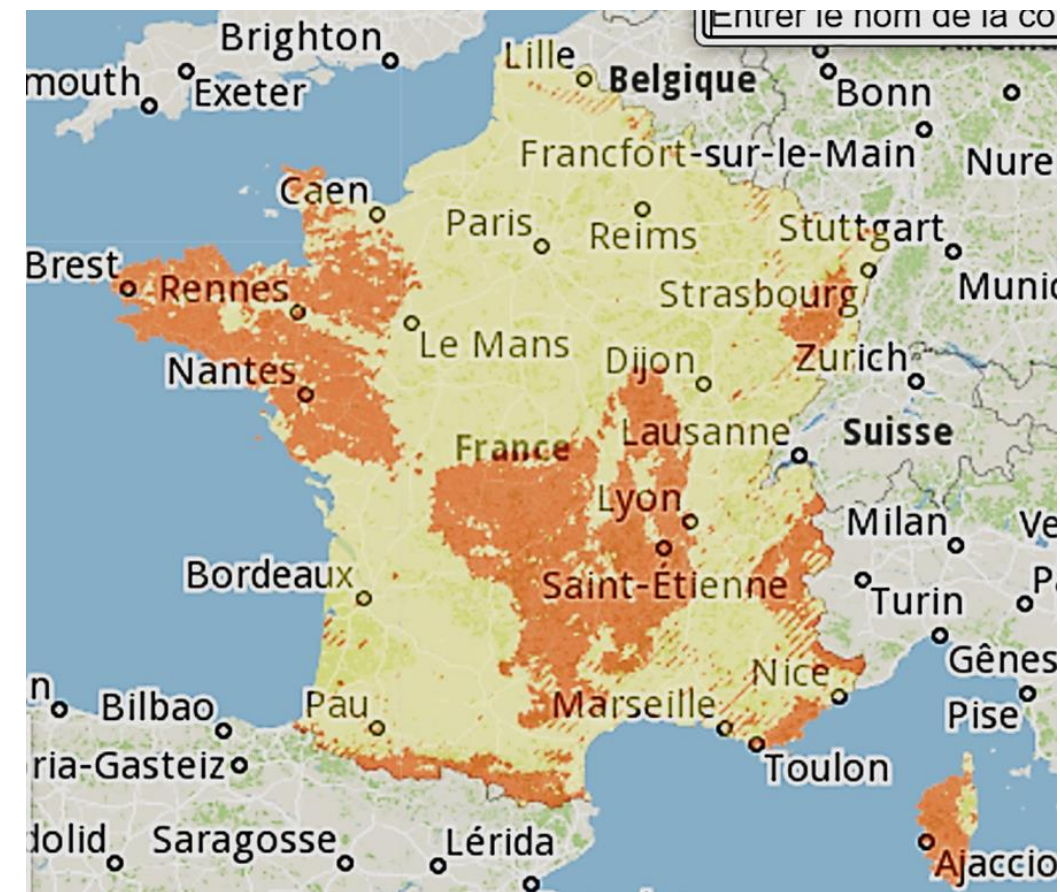 Entrer le nom de la co
Brighton
Lille
mouth
Exeter
Belgique
Bonn
Francfort-sur-le-Main
Nure
Caen
Paris
Reims
Stuttgart
Brest
Rennes
Strasbourg
Munic
Le Mans
Dijon
Zurich
Nantes
France
Lausanne
Suisse
Lyon
Milan
Ve
Bordeaux
Saint-Étienne
Turin
P
Gênes
n
Bilbao
Pau
Marseille
Nice
Pise
ria-Gasteiz
Toulon
dolid
Saragosse
Lérida
Ajaccio